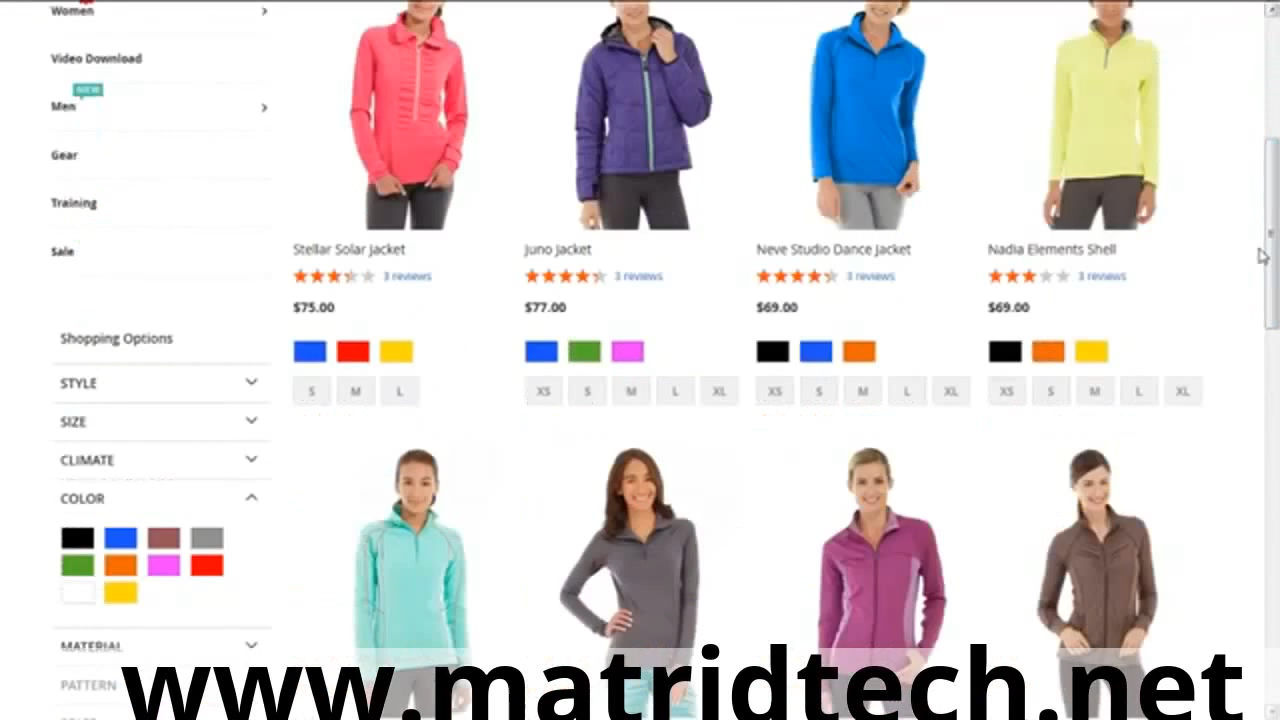 Women
Video Download
NEW
Men
Gear
Training
Sale
Stellar Solar Jacket
3 reviews
$75.00
S M L
Juno Jacket
3 reviews
$77.00
XS S M L XL
Neve Studio Dance Jacket
3 reviews
$69.00
XS S M L XL
Nadia Elements Shell
3 reviews
$69.00
XS S M L XL
Shopping Options
STYLE
SIZE
CLIMATE
COLOR
MATERIAL
PATTERN
www.matridtech.net